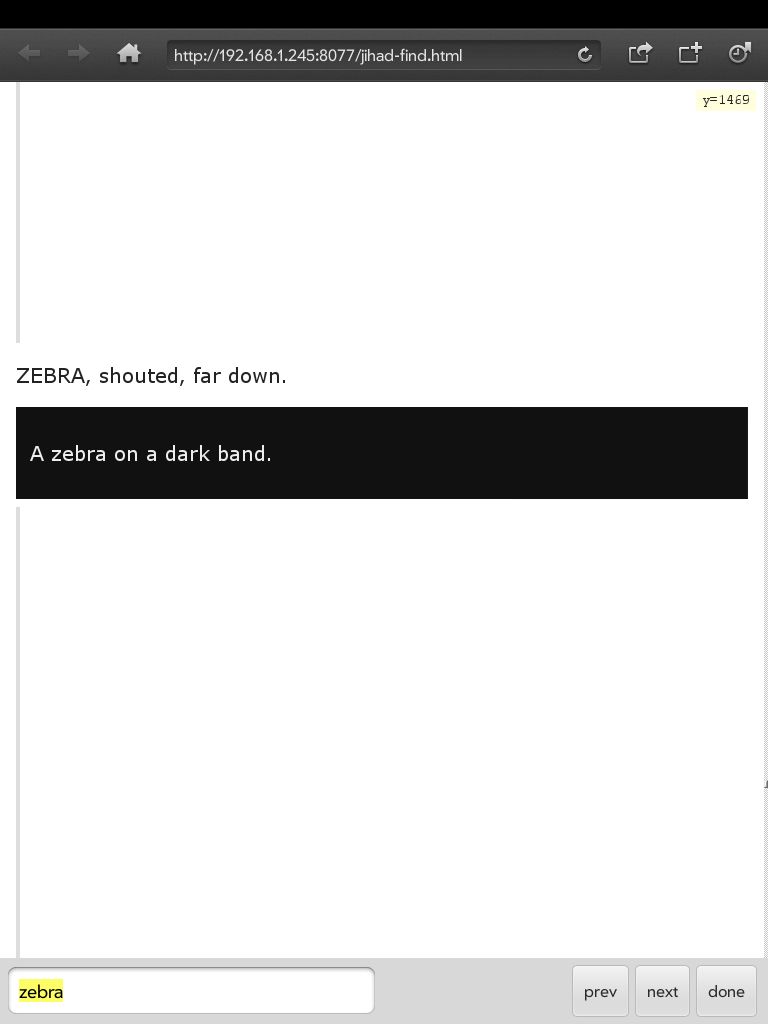 http://192.168.1.245:8077/jihad-find.html
y=1469
ZEBRA, shouted, far down.
A zebra on a dark band.
zebra
prev next done